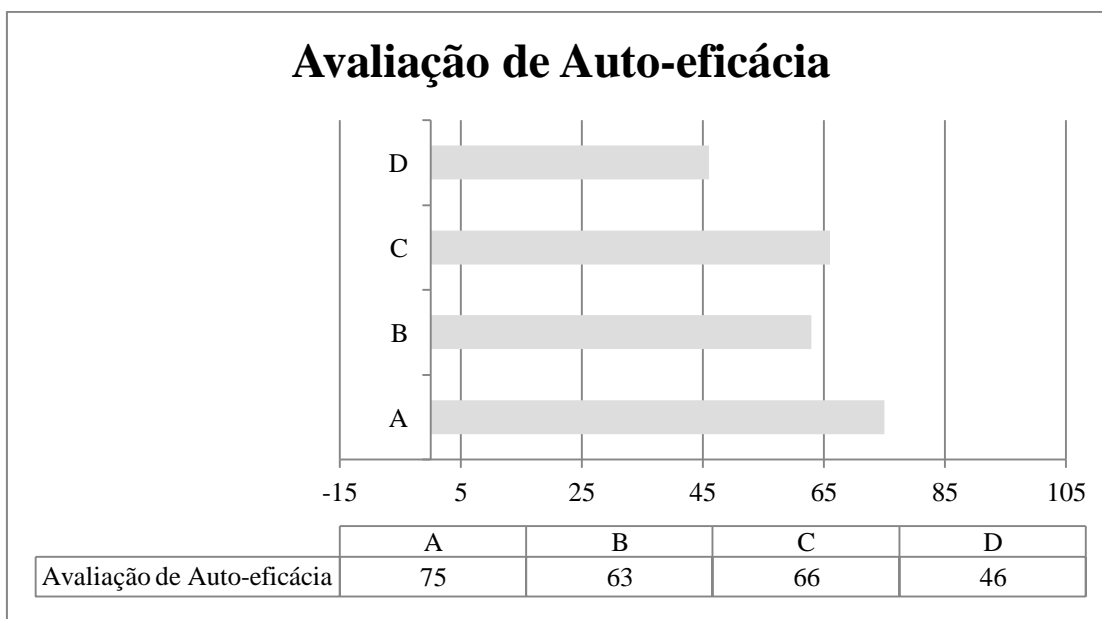 Avaliação de Auto-eficácia
D
C
B
A
-15 5 25 45 65 85 105
A B C D
Avaliação de Auto-eficácia 75 63 66 46